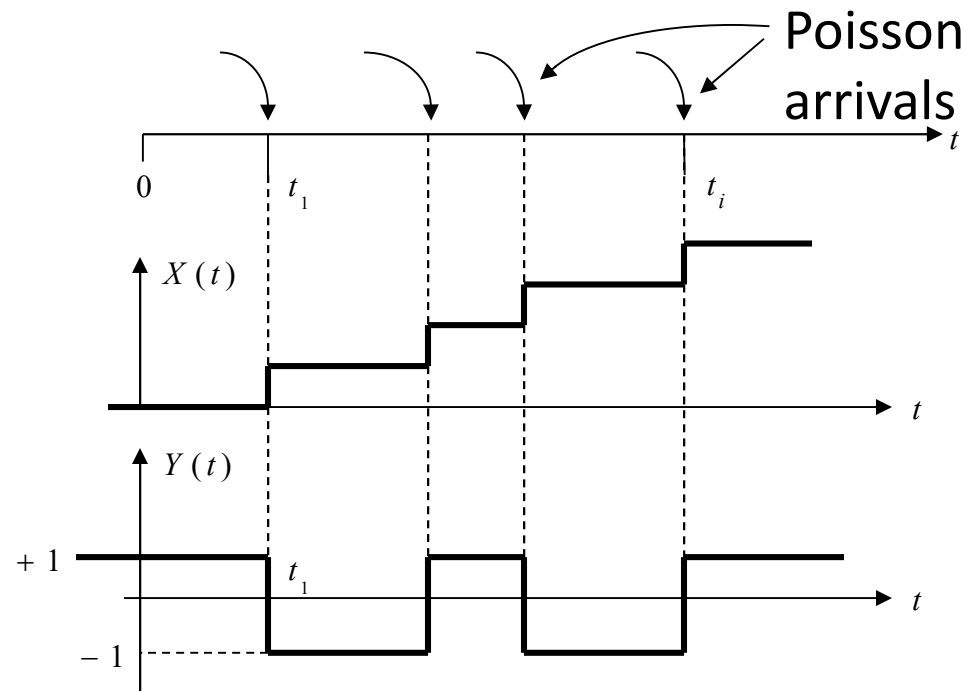 Poisson
arrivals
t
0
t₁
tᵢ
X(t)
t
Y(t)
+ 1
t₁
t
− 1